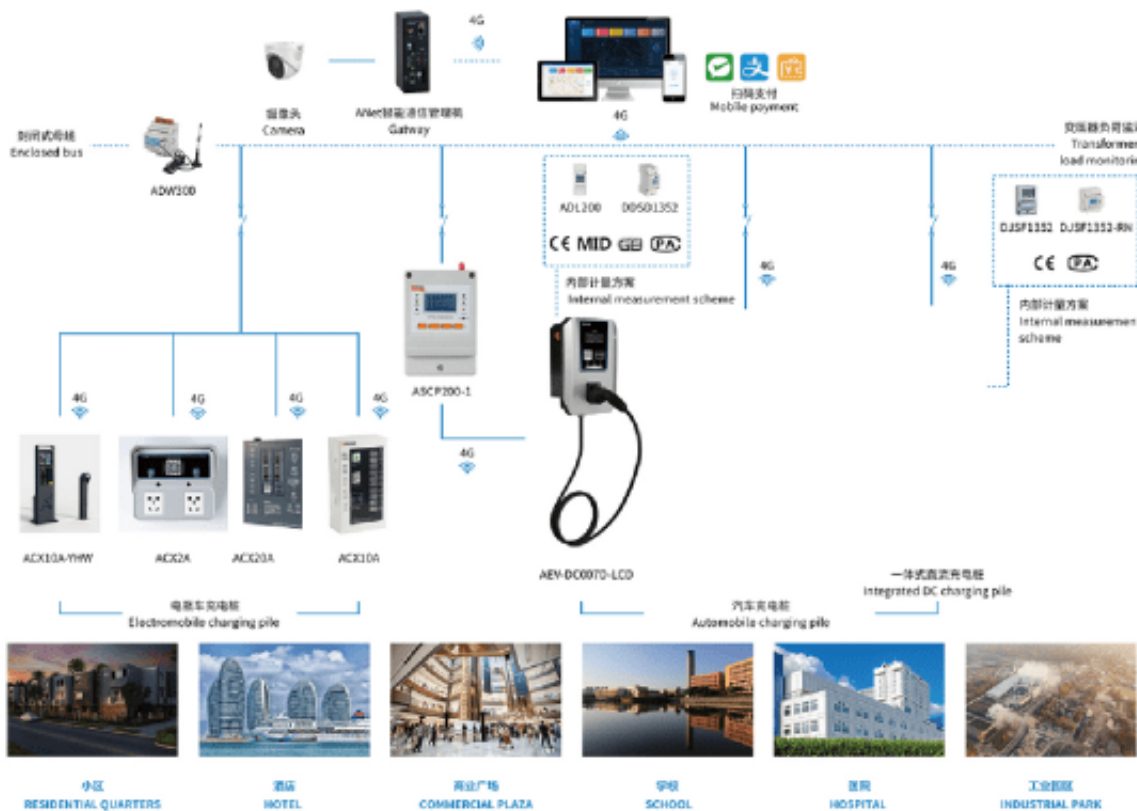 4G
摄像头
Camera
ANet智能通信管理机
Gatway
扫码支付
Mobile payment
4G
封闭式母线
Enclosed bus
ADW300
变压器负荷监
Transformer
load monitorin
ADL200
DDSD1352
CE MID PA
DJSF1352
DJSF1352-RN
CE PA
内部计量方案
Internal measurement scheme
4G
4G
内部计量方案
Internal measurement
scheme
ASCP200-1
4G
4G
4G
4G
4G
ACX10A-YHW
ACX2A
ACX20A
ACX10A
AEV-DC007D-LCD
一体式直流充电桩
Integrated DC charging pile
电瓶车充电桩
Electromobile charging pile
汽车充电桩
Automobile charging pile
小区
RESIDENTIAL QUARTERS
酒店
HOTEL
商业广场
COMMERCIAL PLAZA
学校
SCHOOL
医院
HOSPITAL
工业园区
INDUSTRIAL PARK